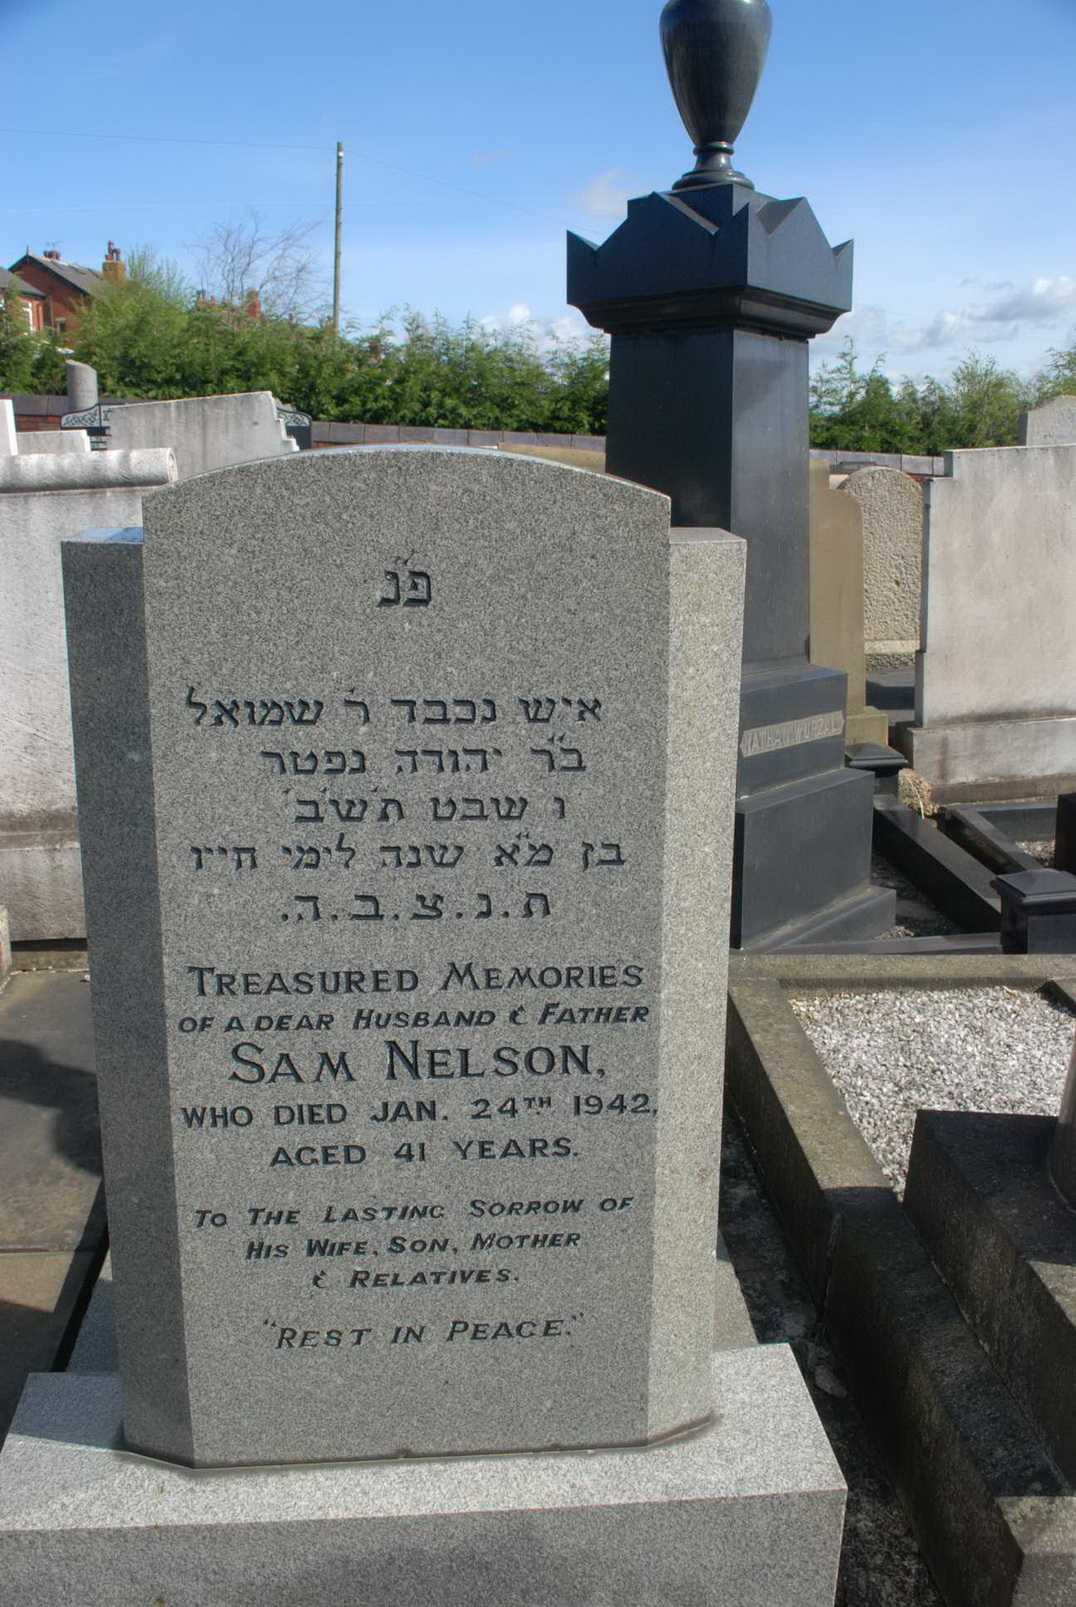 פ״נ
איש נכבד ר׳ שמואל
ב״ר יהודה נפטר
ו שבט ת׳ש׳ב׳
בן מ״א שנה לימי חייו
ת.נ.צ.ב.ה.
TREASURED MEMORIES
OF A DEAR HUSBAND & FATHER
SAM NELSON,
WHO DIED JAN. 24TH 1942,
AGED 41 YEARS.
TO THE LASTING SORROW OF
HIS WIFE, SON, MOTHER
& RELATIVES.
"REST IN PEACE."